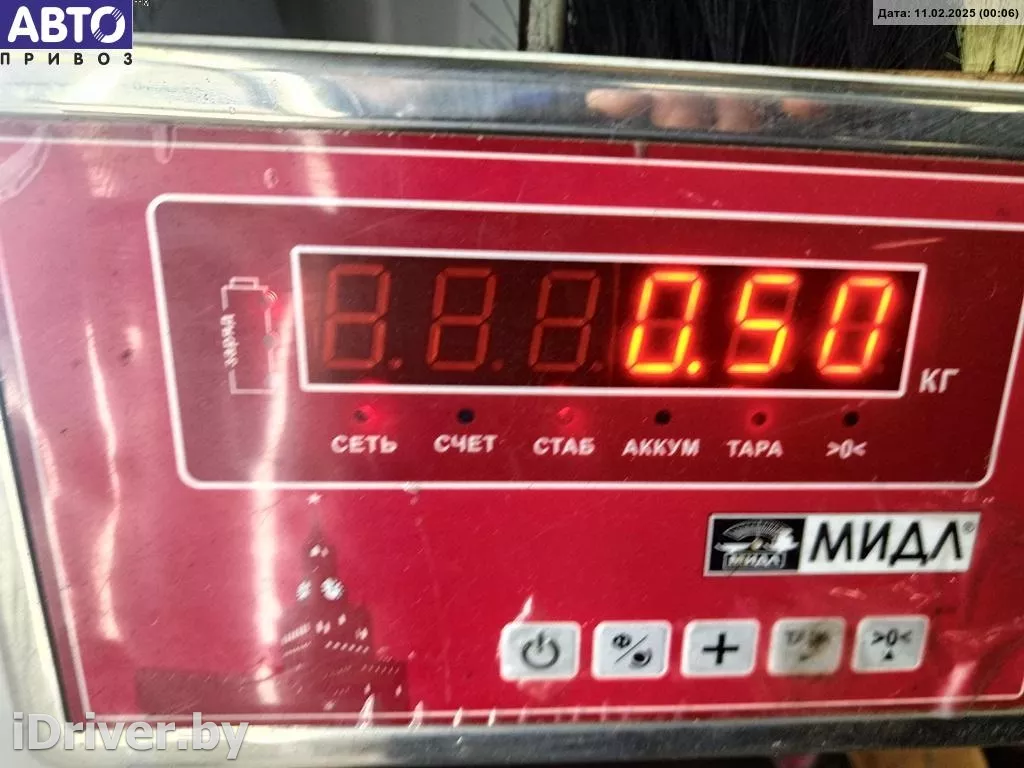 АВТО
ПРИВОЗ
Дата: 11.02.2025 (00:06)
0.50
КГ
СЕТЬ СЧЕТ СТАБ АККУМ ТАРА >0<
МИДЛ МИДЛ®
+ >0<
iDriver.by